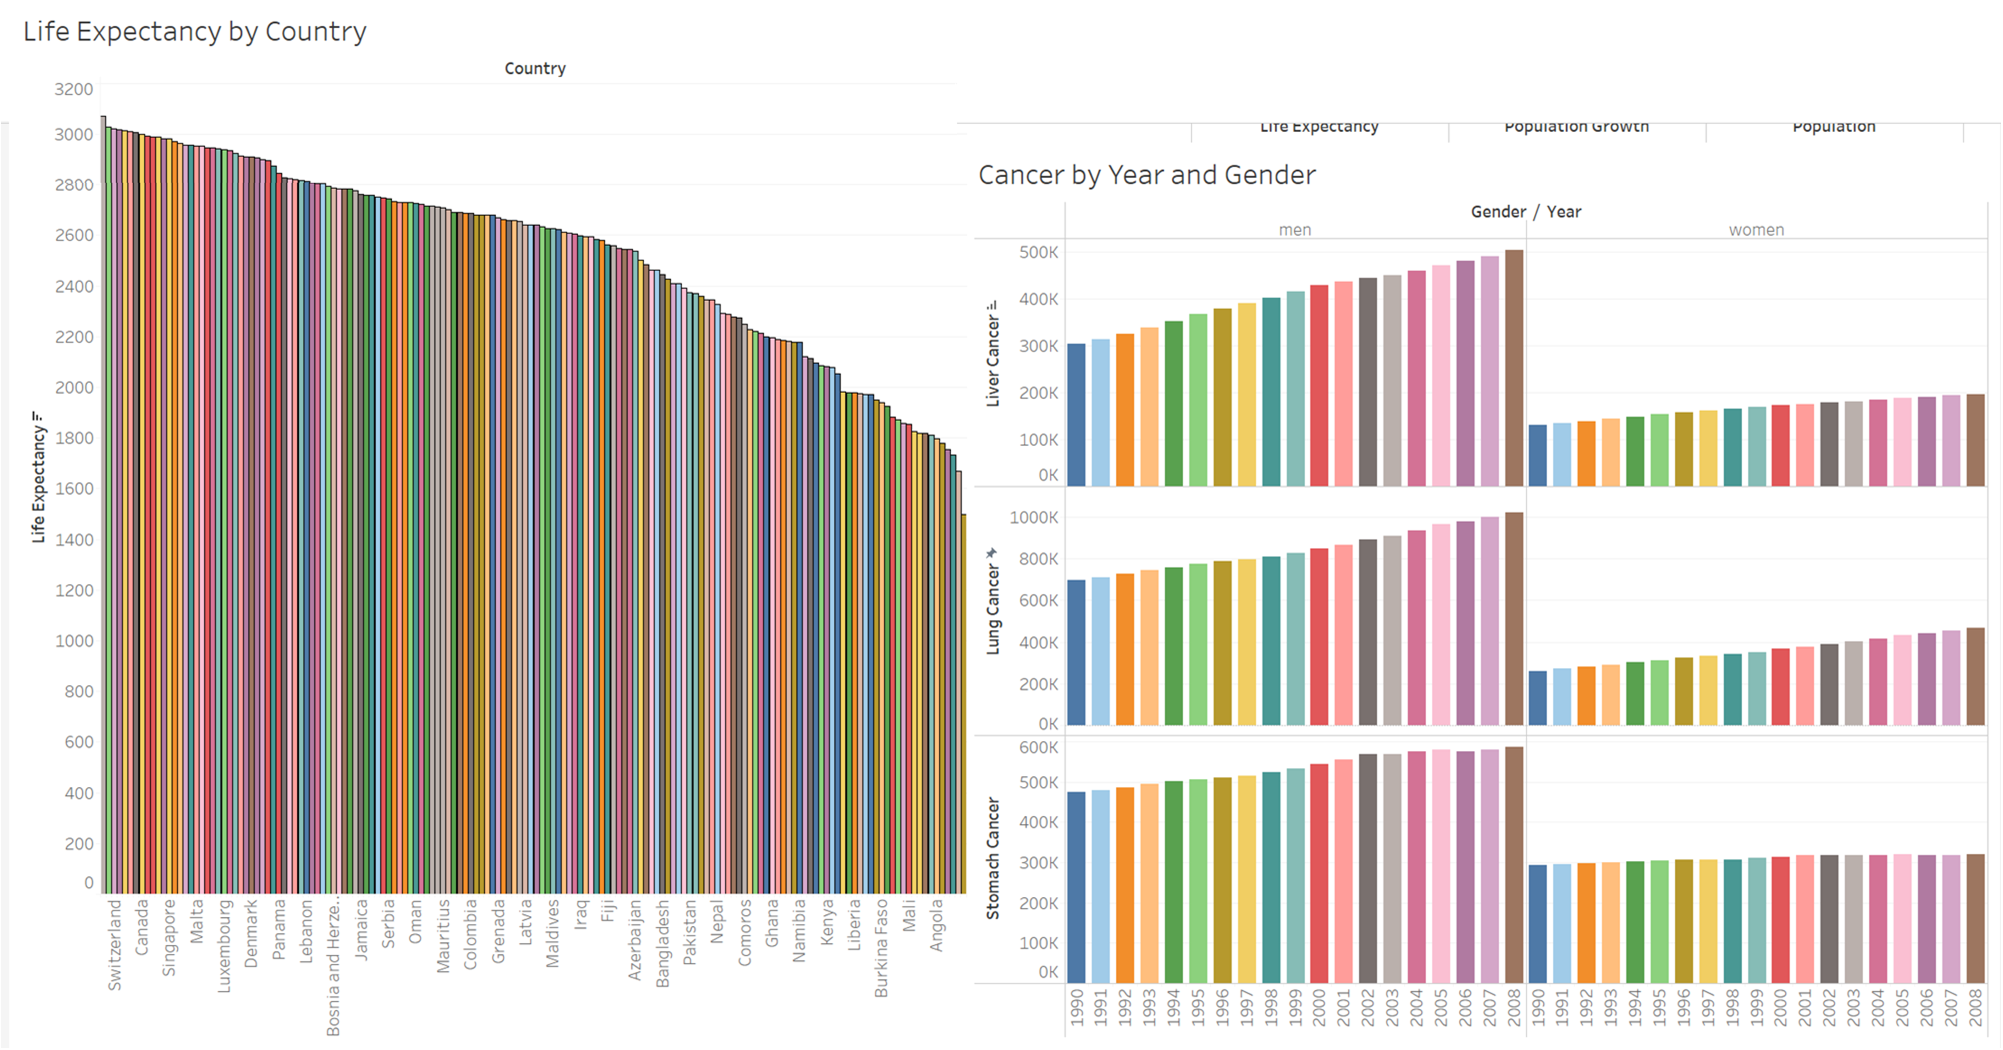 Life Expectancy by Country
Country
3200
3000
2800
2600
2400
2200
2000
1800
1600
1400
1200
1000
800
600
400
200
0
Life Expectancy
Switzerland
Canada
Singapore
Malta
Luxembourg
Denmark
Panama
Lebanon
Bosnia and Herze..
Jamaica
Serbia
Oman
Mauritius
Colombia
Grenada
Latvia
Maldives
Iraq
Fiji
Azerbaijan
Bangladesh
Pakistan
Nepal
Comoros
Ghana
Namibia
Kenya
Liberia
Burkina Faso
Mali
Angola
Life Expectancy Population Growth Population
Cancer by Year and Gender
Gender / Year
men women
Liver Cancer
500K
400K
300K
200K
100K
0K
Lung Cancer
1000K
800K
600K
400K
200K
0K
Stomach Cancer
600K
500K
400K
300K
200K
100K
0K
1990 1991 1992 1993 1994 1995 1996 1997 1998 1999 2000 2001 2002 2003 2004 2005 2006 2007 2008 1990 1991 1992 1993 1994 1995 1996 1997 1998 1999 2000 2001 2002 2003 2004 2005 2006 2007 2008